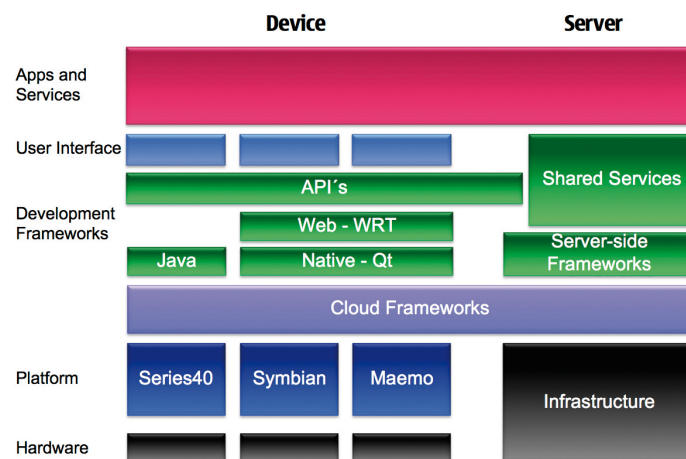 Device
Server
Apps and
Services
User Interface
API´s
Shared Services
Development
Frameworks
Web - WRT
Server-side
Frameworks
Java
Native - Qt
Cloud Frameworks
Platform
Series40
Symbian
Maemo
Infrastructure
Hardware